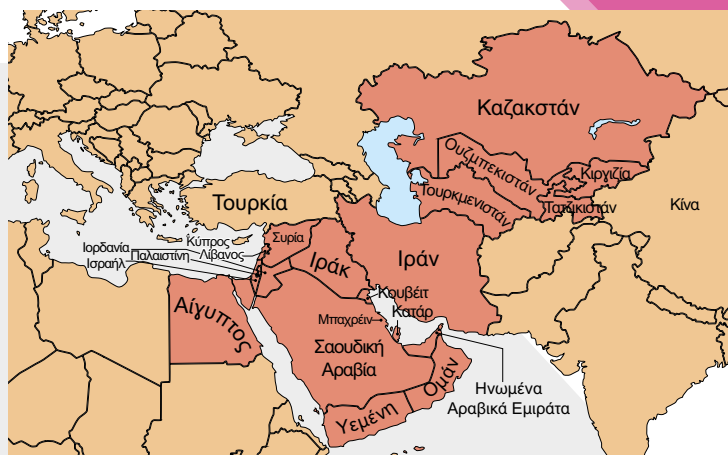 Καζακστάν
Ουζμπεκιστάν
Κιργιζία
Τουρκμενιστάν
Τατζικιστάν
Κίνα
Τουρκία
Κύπρος
Συρία
Ιορδανία
Παλαιστίνη
Λίβανος
Ισραήλ
Ιράκ
Ιράν
Κουβέιτ
Κατάρ
Μπαχρέιν
Αίγυπτος
Σαουδική
Αραβία
Ομάν
Υεμένη
Ηνωμένα
Αραβικά Εμιράτα